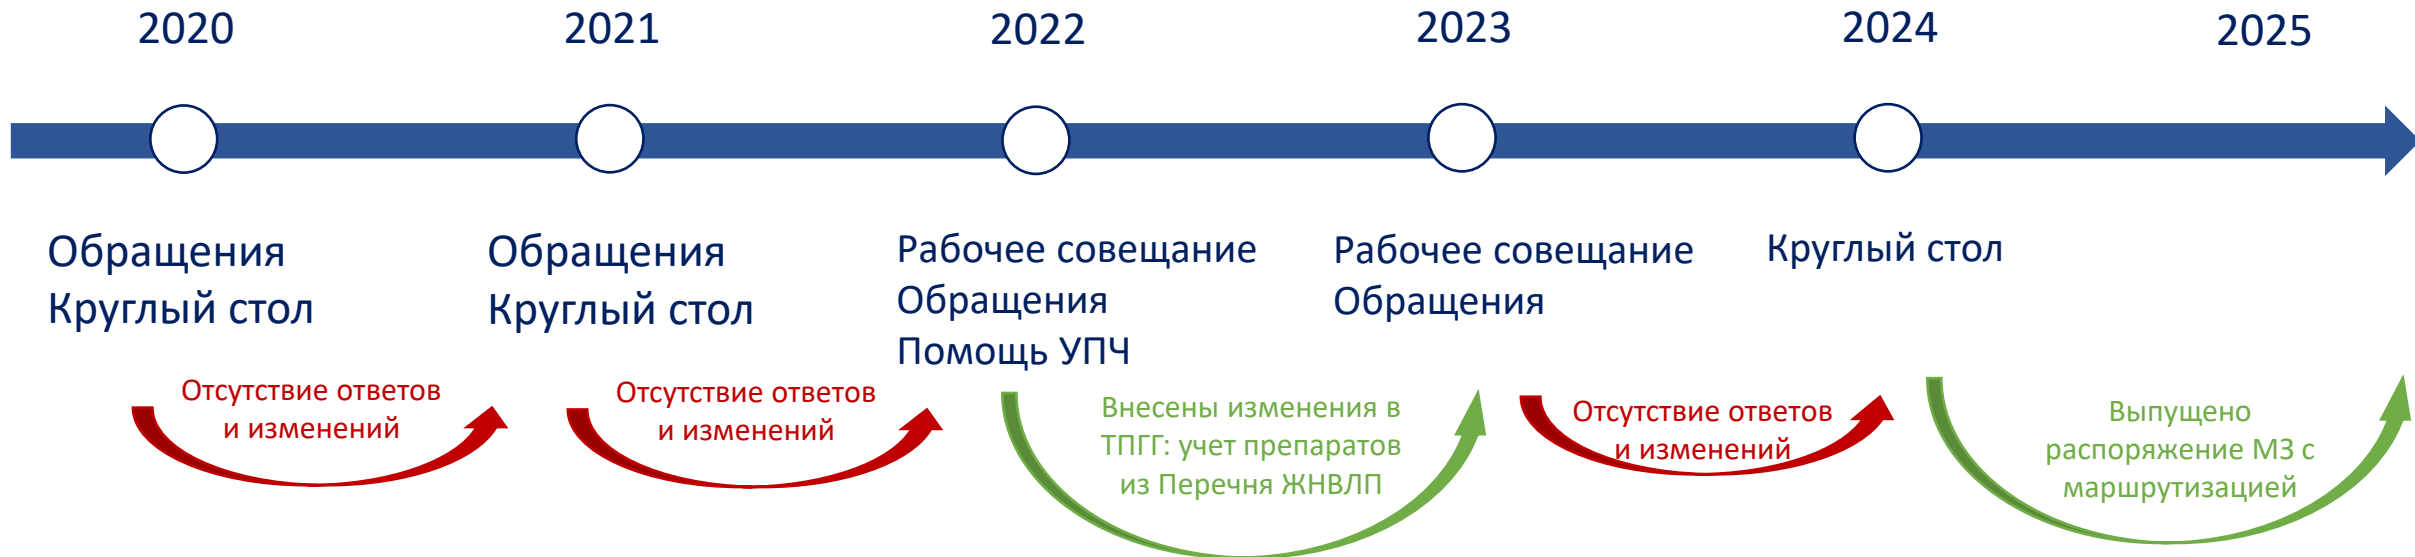 2020
2021
2022
2023
2024
2025
Обращения
Круглый стол
Обращения
Круглый стол
Рабочее совещание
Обращения
Помощь УПЧ
Рабочее совещание
Обращения
Круглый стол
Отсутствие ответов
и изменений
Отсутствие ответов
и изменений
Внесены изменения в
ТПГГ: учет препаратов
из Перечня ЖНВЛП
Отсутствие ответов
и изменений
Выпущено
распоряжение МЗ с
маршрутизацией